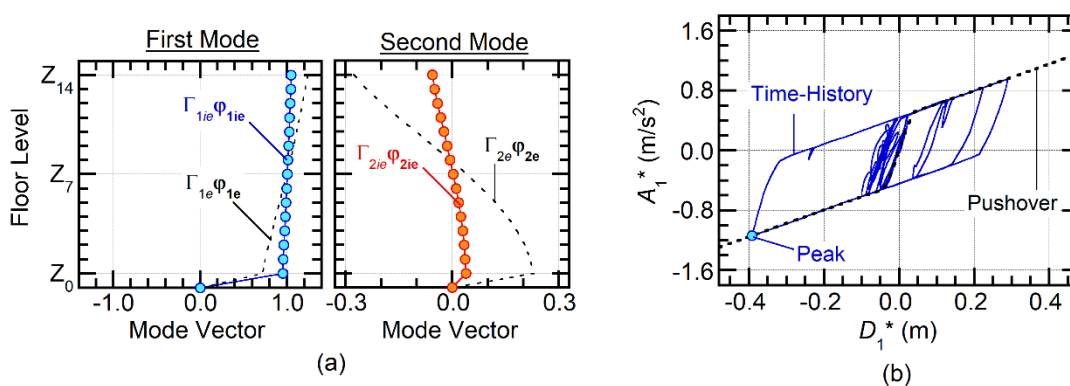 First Mode
Second Mode
Floor Level
Z14
Z7
Z0
Γ1ieφ1ie
Γ1eφ1e
-1.0 0.0 1.0
Mode Vector
Γ2ieφ2ie
Γ2eφ2e
-0.3 0.0 0.3
Mode Vector
(a)
A1* (m/s2)
1.6
0.8
0.0
-0.8
-1.6
Time-History
Pushover
Peak
-0.4 -0.2 0.0 0.2 0.4
D1* (m)
(b)